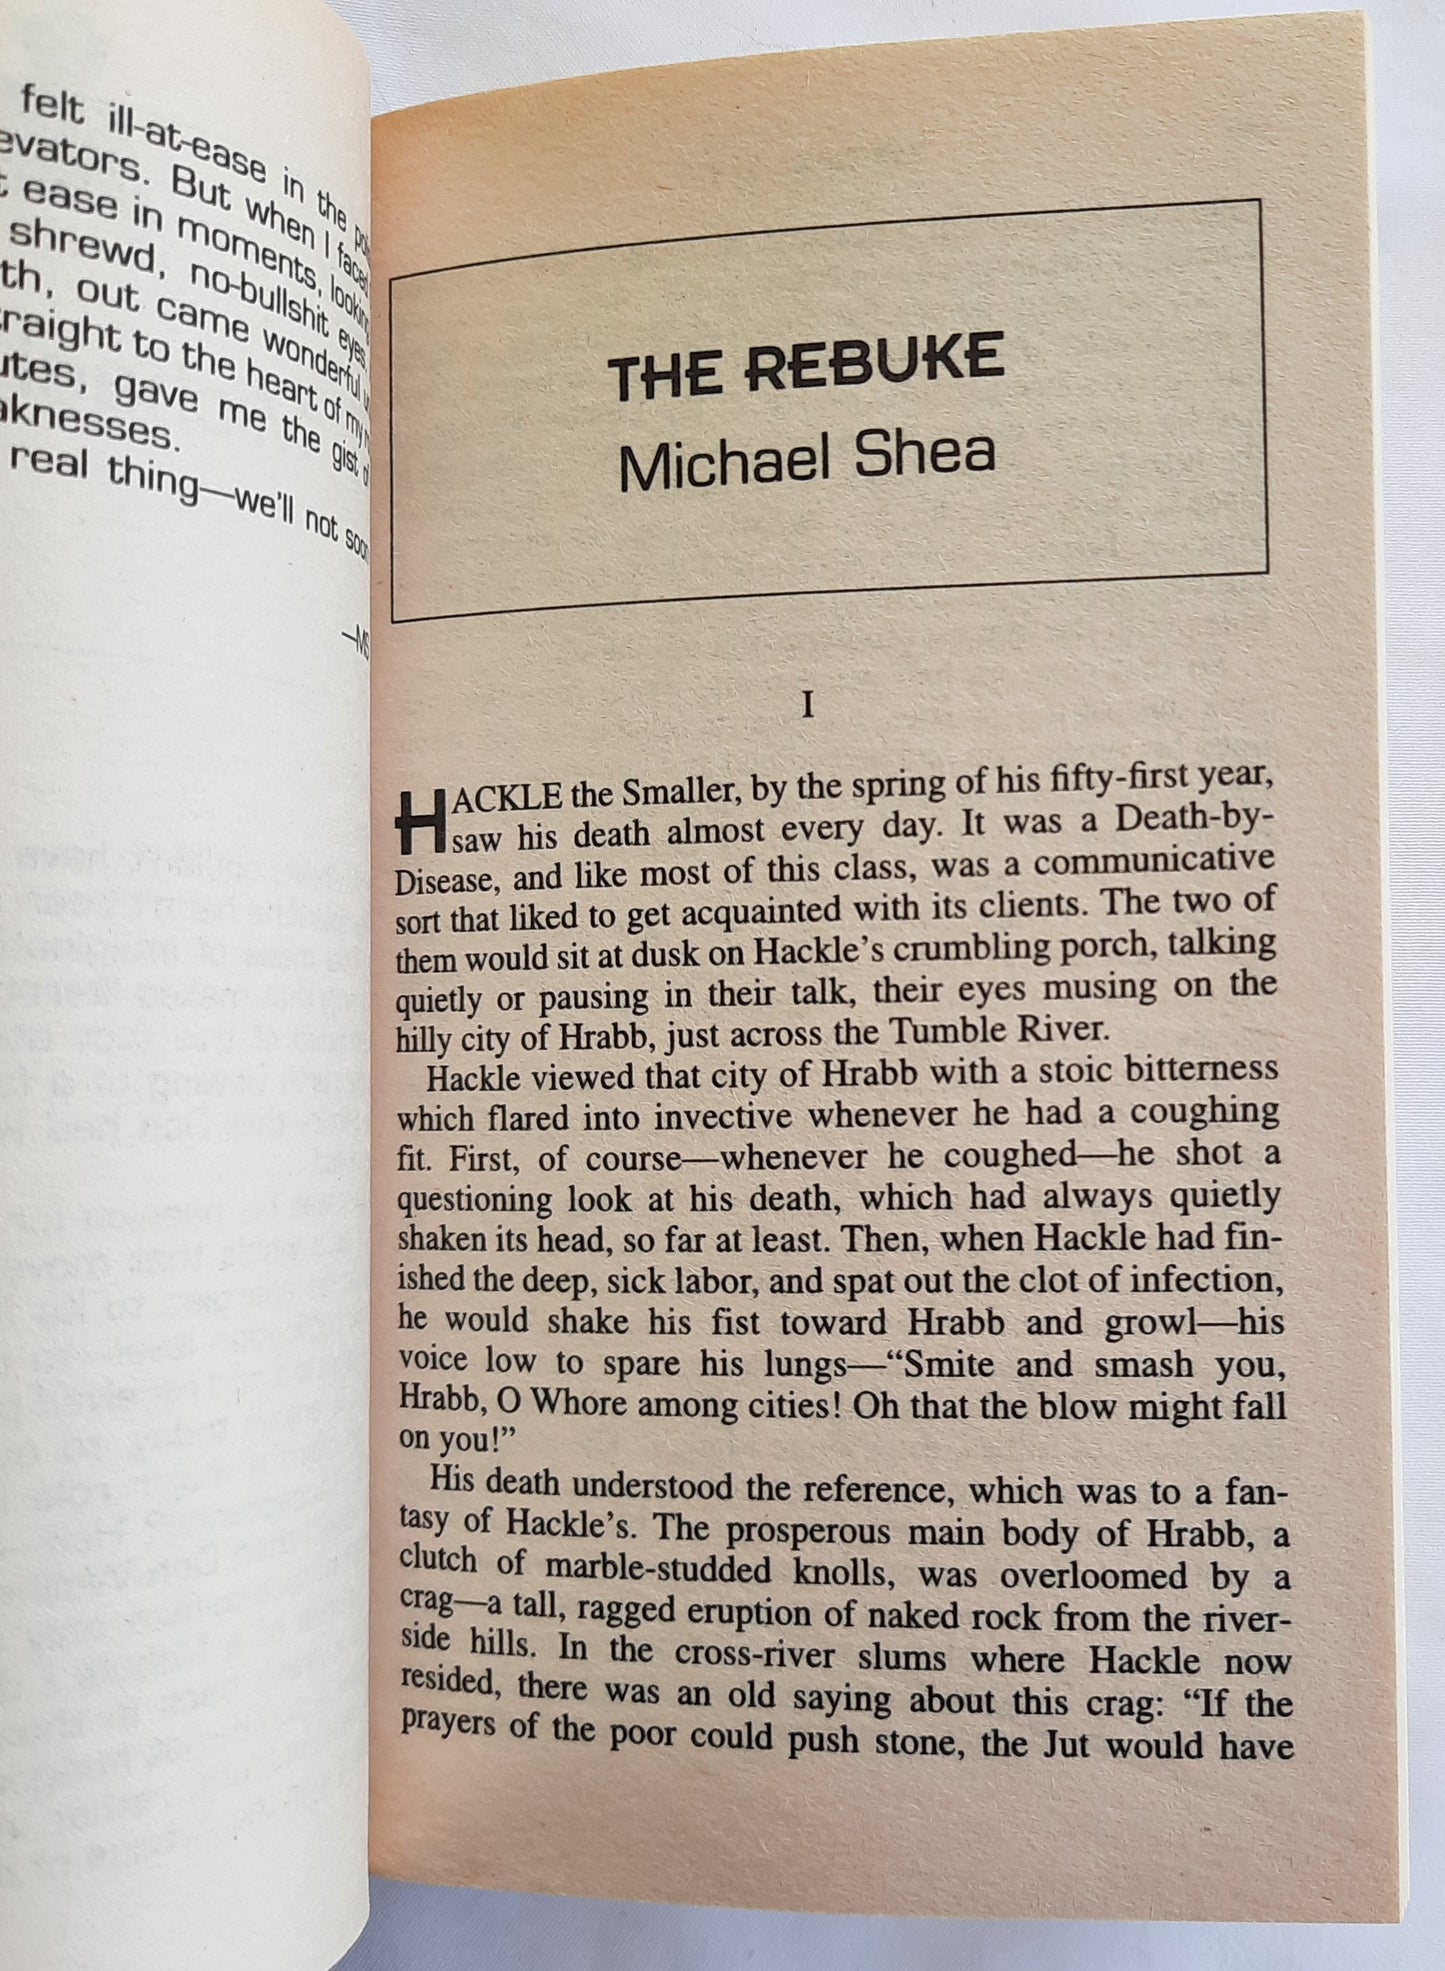 felt ill-at-ease in the
evators. But when I faced
ease in moments, looking
shrewd, no-bullshit eyes.
th, out came wonderful
raight to the heart of my
utes, gave me the gist
aknesses.
real thing—we'll not soon
—MS
THE REBUKE
Michael Shea
I
HACKLE the Smaller, by the spring of his fifty-first year,
saw his death almost every day. It was a Death-by-
Disease, and like most of this class, was a communicative
sort that liked to get acquainted with its clients. The two of
them would sit at dusk on Hackle's crumbling porch, talking
quietly or pausing in their talk, their eyes musing on the
hilly city of Hrabb, just across the Tumble River.
Hackle viewed that city of Hrabb with a stoic bitterness
which flared into invective whenever he had a coughing
fit. First, of course—whenever he coughed—he shot a
questioning look at his death, which had always quietly
shaken its head, so far at least. Then, when Hackle had fin-
ished the deep, sick labor, and spat out the clot of infection,
he would shake his fist toward Hrabb and growl—his
voice low to spare his lungs—“Smite and smash you,
Hrabb, O Whore among cities! Oh that the blow might fall
on you!”
His death understood the reference, which was to a fan-
tasy of Hackle's. The prosperous main body of Hrabb, a
clutch of marble-studded knolls, was overloomed by a
crag—a tall, ragged eruption of naked rock from the river-
side hills. In the cross-river slums where Hackle now
resided, there was an old saying about this crag: “If the
prayers of the poor could push stone, the Jut would have